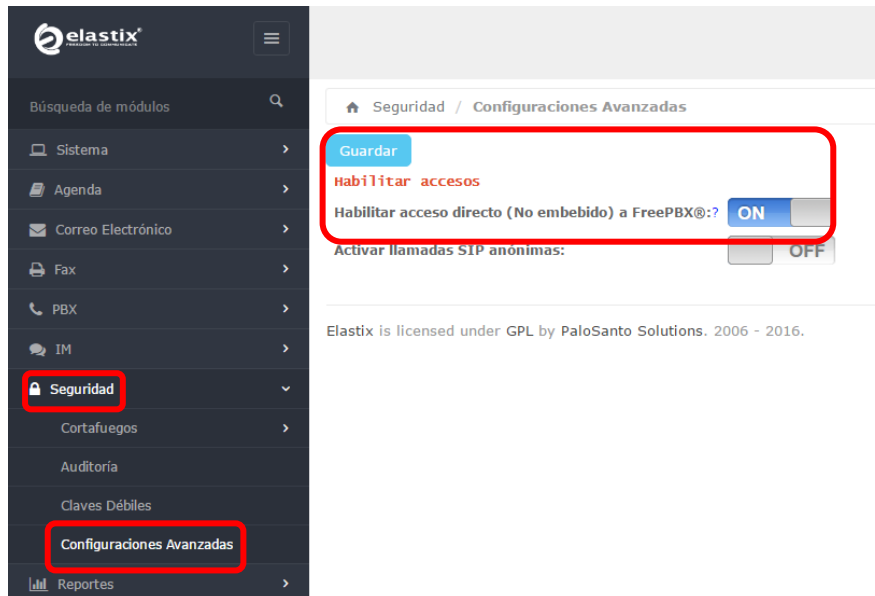 elastix®
FREEDOM TO COMMUNICATE
Búsqueda de módulos
Sistema
Agenda
Correo Electrónico
Fax
PBX
IM
Seguridad
Cortafuegos
Auditoría
Claves Débiles
Configuraciones Avanzadas
Reportes
Seguridad / Configuraciones Avanzadas
Guardar
Habilitar accesos
Habilitar acceso directo (No embebido) a FreePBX®:? ON
Activar llamadas SIP anónimas: OFF
Elastix is licensed under GPL by PaloSanto Solutions. 2006 - 2016.